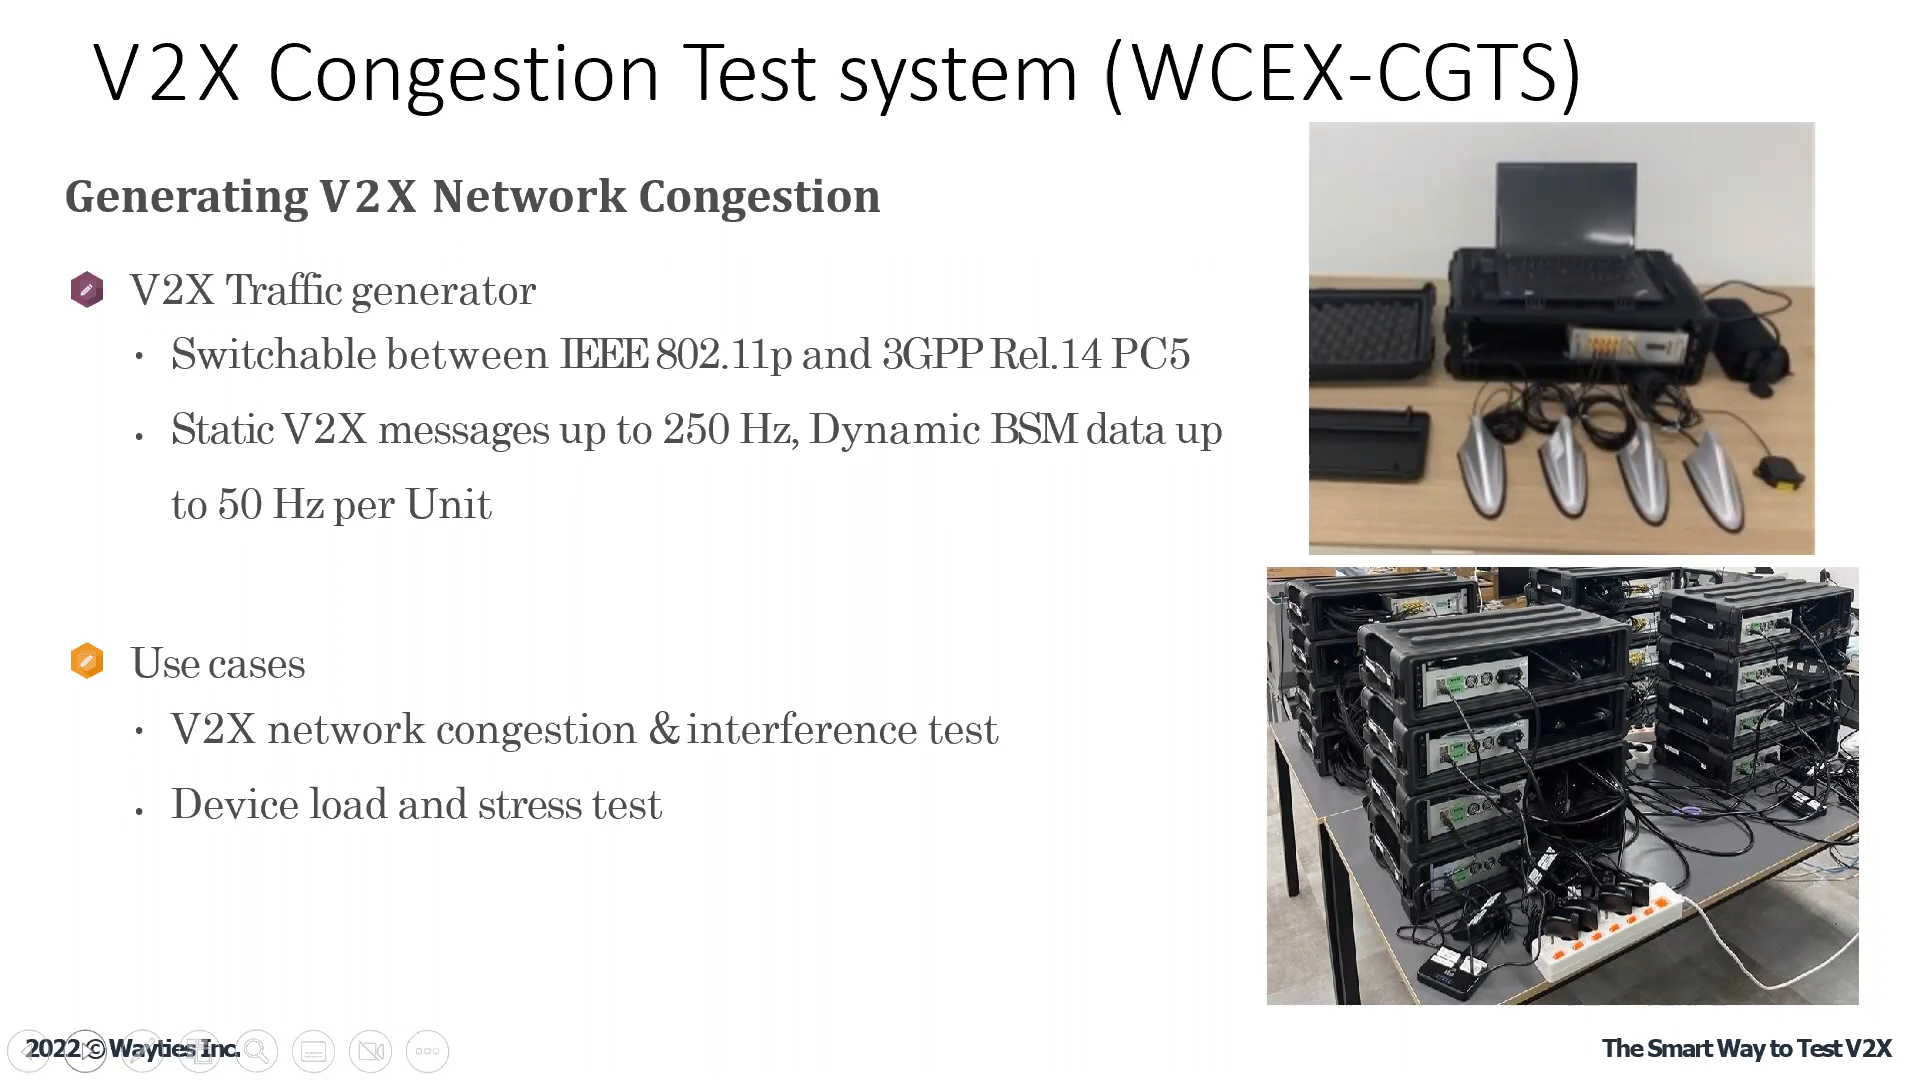 V2X Congestion Test system (WCEX-CGTS)
Generating V2X Network Congestion
V2X Traffic generator
• Switchable between IEEE 802.11p and 3GPP Rel.14 PC5
• Static V2X messages up to 250 Hz, Dynamic BSM data up
to 50 Hz per Unit
Use cases
• V2X network congestion & interference test
• Device load and stress test
2022 © Wayties Inc.
The Smart Way to Test V2X